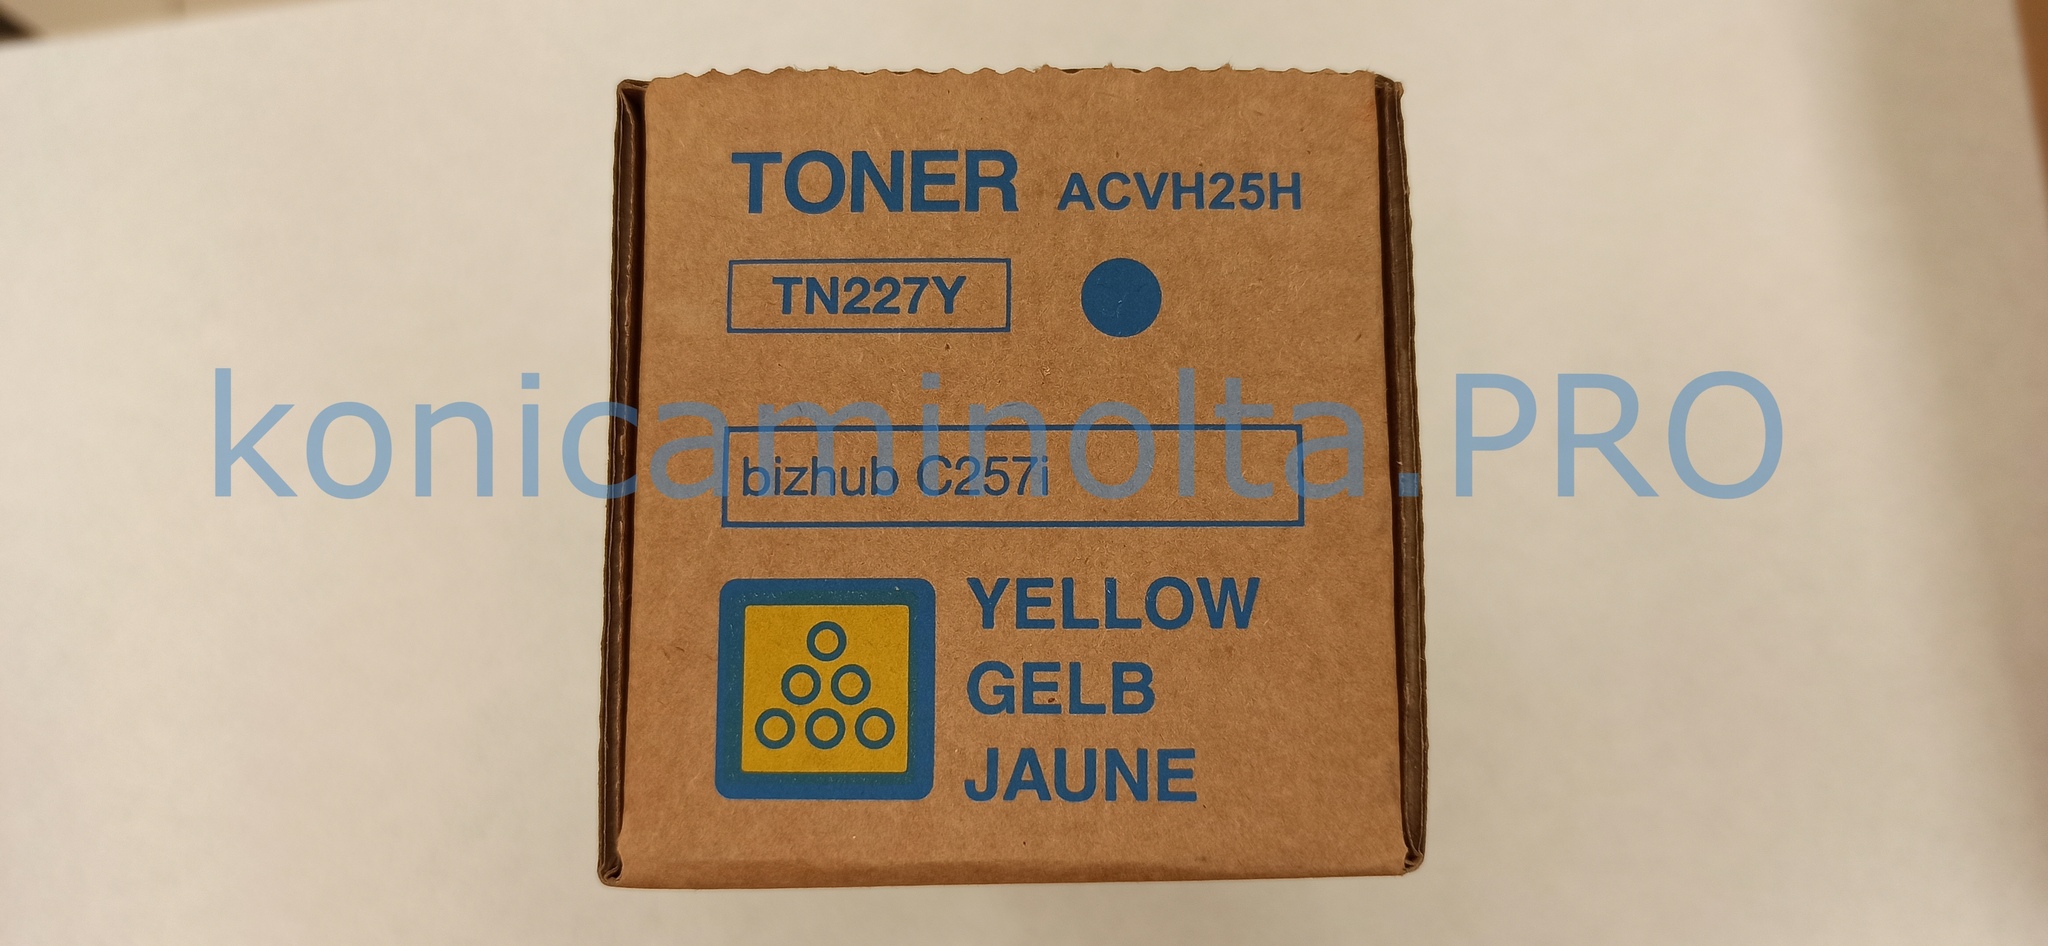 TONER ACVH25H
TN227Y
konicaminolta.PRO
bizhub C257i
YELLOW
GELB
JAUNE